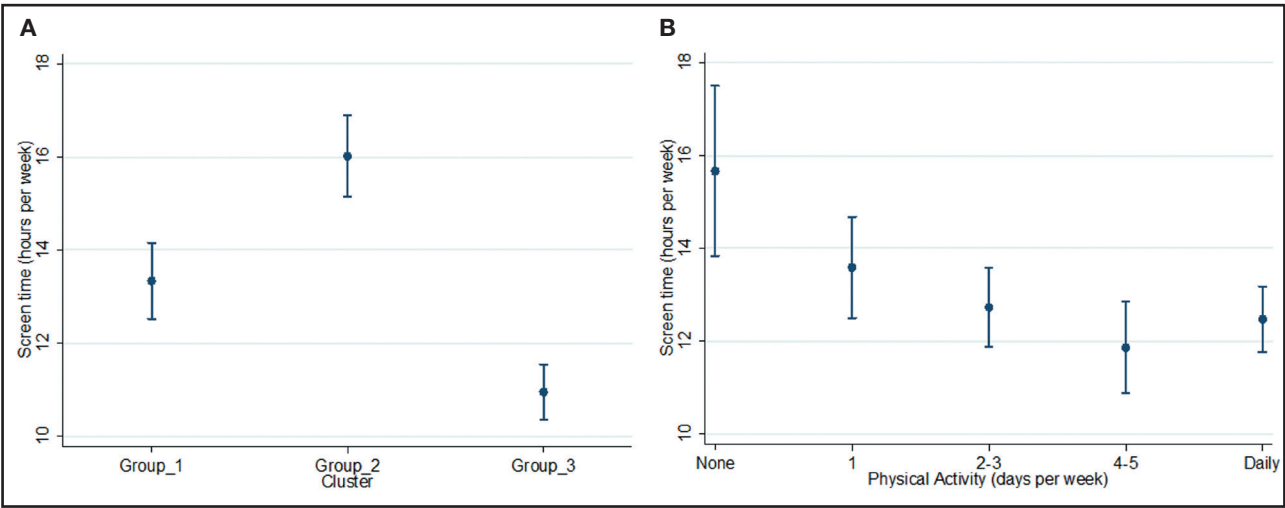 A
Screen time (hours per week)
18
16
14
12
10
Group_1 Group_2 Group_3
Cluster
B
Screen time (hours per week)
18
16
14
12
10
None 1 2-3 4-5 Daily
Physical Activity (days per week)